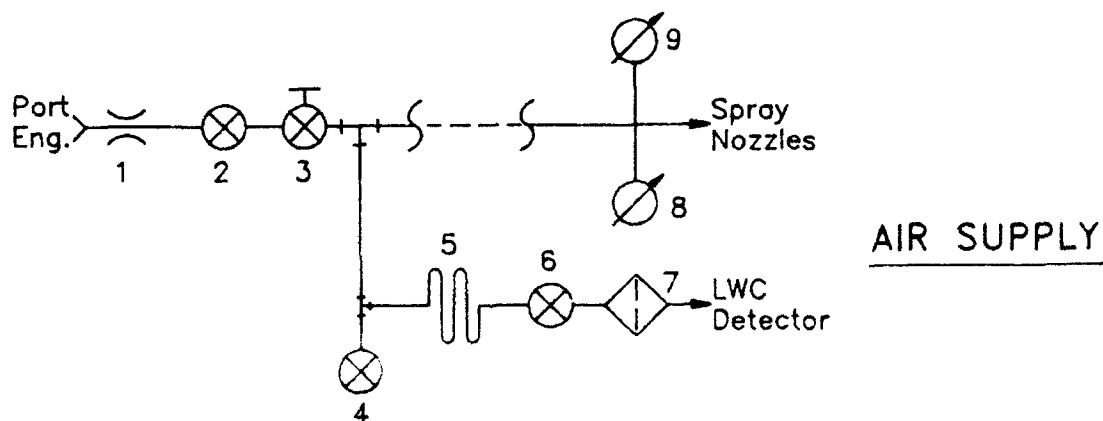 9
Port
Eng.
Spray
Nozzles
1
2
3
8
AIR SUPPLY
5
6
7
LWC
Detector
4